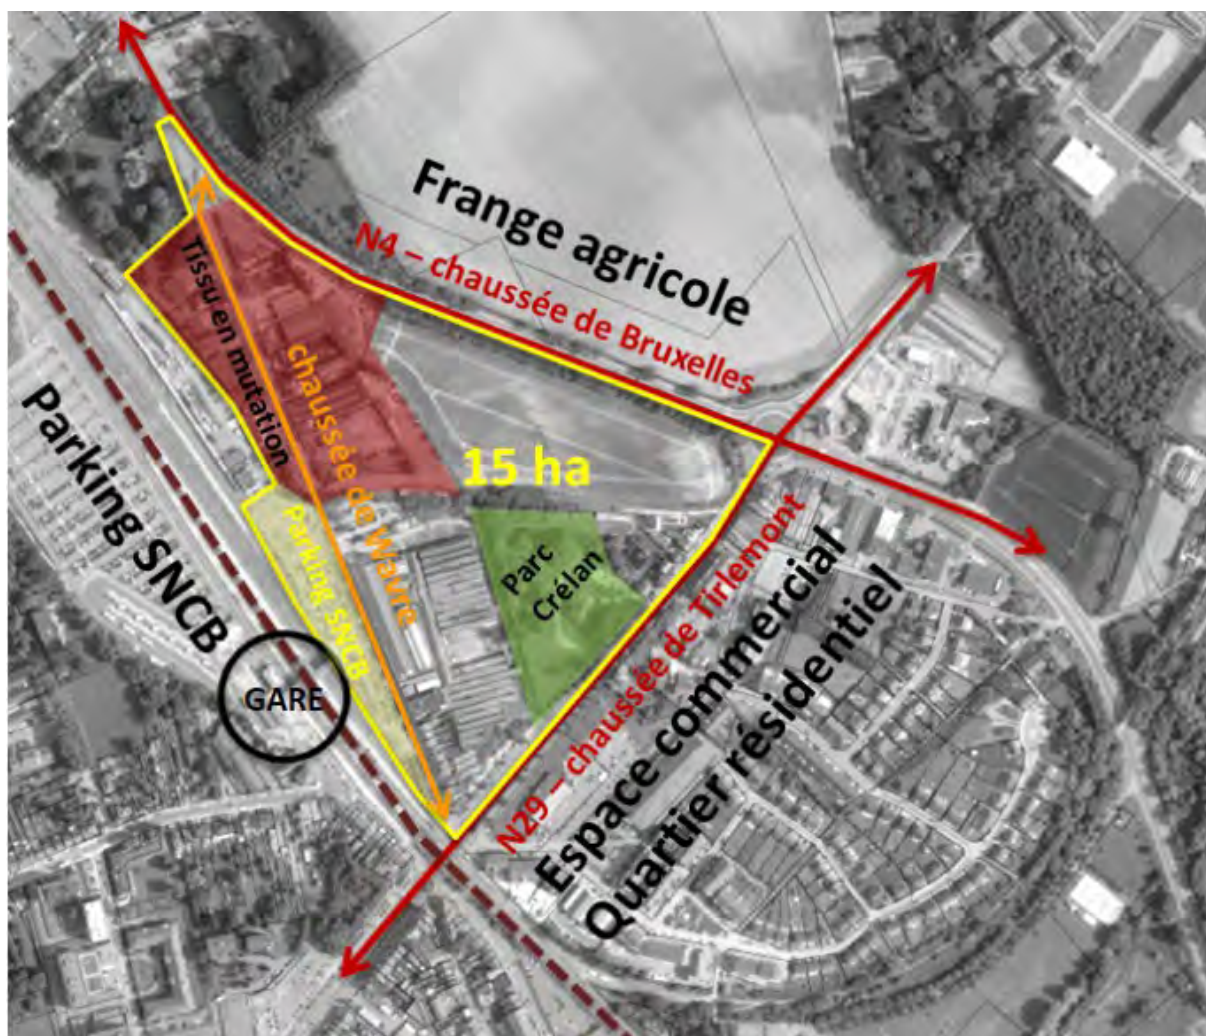 Frange agricole
N4 – chaussée de Bruxelles
Tissu en mutation
chaussée de Wavre
15 ha
Parking SNCB
Parking SNCB
Parc
Crélan
GARE
N29 – chaussée de Tirlemont
Espace commercial
Quartier résidentiel